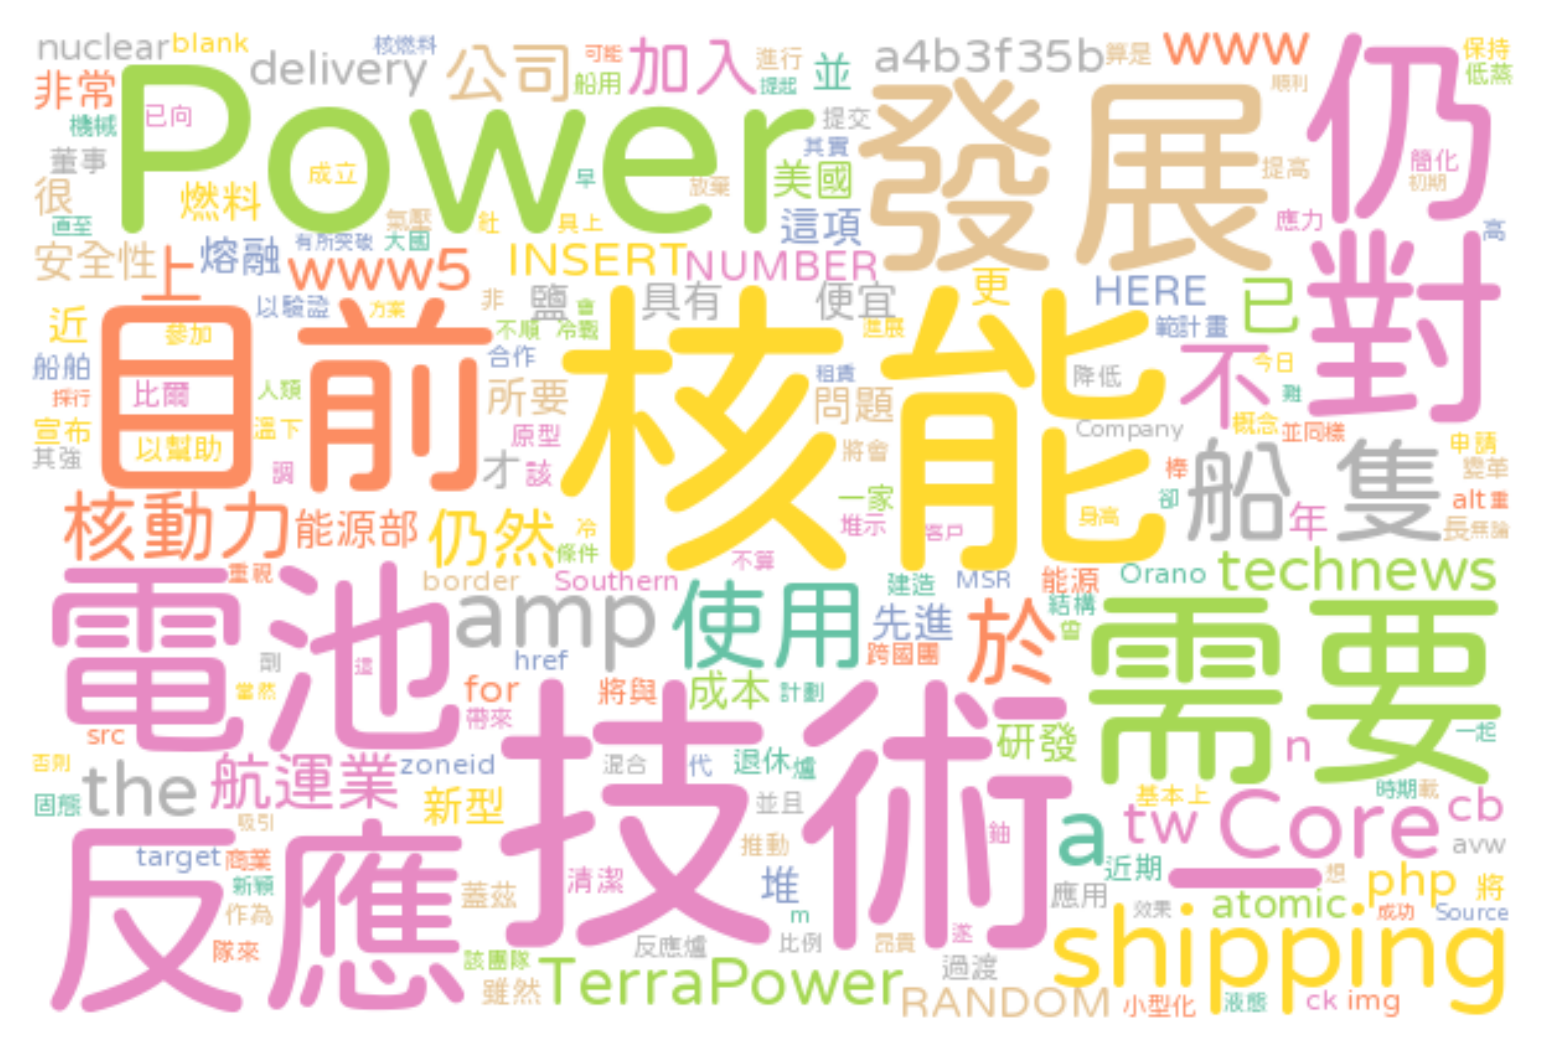 nuclear
blank
delivery
核燃料
公司
可能
船用
加入
進行
提起
並
a4b3f35b
算是
www
順利
保持
低蒸
非常
機械
已向
Power
提交
其實
發展
仍
簡化
初期
提高
董事
很
直至
燃料
成立
早
放棄
美國
氣壓
釷
具上
這項
應力
高
安全性
上
熔融
有所突破
大國
INSERT
NUMBER
www5
以驗證
方案
非
鹽
會
具有
便宜
更
HERE
已
範計畫
對
近
參加
不順
冷戰
進展
船舶
目前
合作
核能
租賃
降低
不
今日
難
採行
比爾
人類
所要
問題
宣布
以幫助
溫下
原型
Company
概念
並同樣
申請
其強
調
才
該
將會
棒
船隻
變革
一家
卻
alt
重
核動力
能源部
仍然
冷
條件
堆示
客戶
身高
年
長
無論
不算
重視
border
Southern
建造
MSR
能源
Orano
technews
電池
amp
使用
先進
於
結構
曾
需要
副
這
href
跨國團
當然
for
將與
成本
計劃
src
帶來
技術
研發
n
一起
否則
the
航運業
zoneid
混合
代
退休
爐
固態
吸引
新型
並且
基本上
時期
載
反應
a
tw
_Core
cb
target
商業
推動
鈾
近期
avw
新穎
作為
蓋茲
清潔
堆
應用
想
php
將
m
效果
atomic
成功
Source
隊來
該團隊
反應爐
比例
昂貴
遂
shipping
雖然
TerraPower
過渡
RANDOM
小型化
液態
ck
img